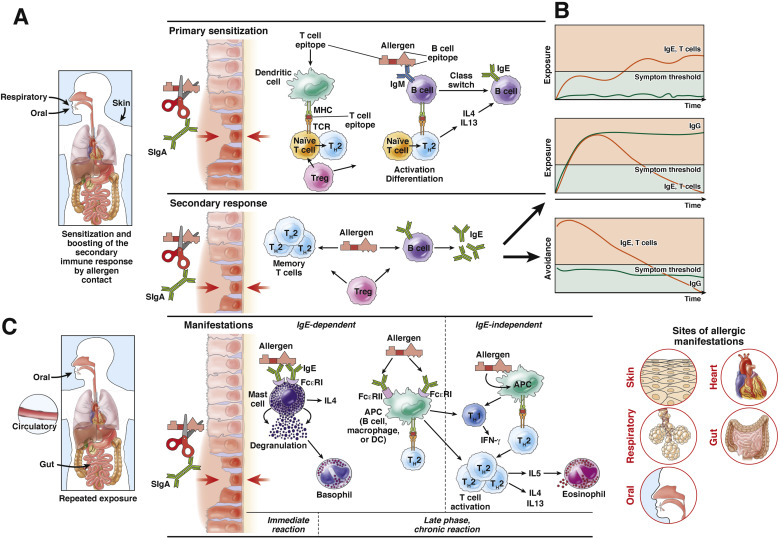 A
Respiratory
Oral
Skin
Sensitization and
boosting of the
secondary
immune response
by allergen
contact
Primary sensitization
SIgA
T cell
epitope
Dendritic
cell
MHC
T cell
epitope
TCR
Naïve
T cell
TH2
Treg
Allergen
B cell
epitope
IgM
B cell
Class
switch
IgE
B cell
IL4
IL13
Naïve
T cell
TH2
Activation
Differentiation
Secondary response
SIgA
TH2
TH2
TH2
Memory
T cells
Allergen
B cell
IgE
Treg
B
Exposure
IgE, T cells
Symptom threshold
Time
Exposure
IgG
Symptom threshold
IgE, T cells
Time
Avoidance
IgE, T cells
Symptom threshold
IgG
Time
C
Oral
Circulatory
Gut
Repeated exposure
Manifestations
IgE-dependent
IgE-independent
SIgA
Allergen
IgE
FcεRI
Mast
cell
IL4
Degranulation
Basophil
Allergen
FcεRII
FcεRI
APC
(B cell,
macrophage,
or DC)
TH2
Allergen
APC
TH1
IFN-γ
TH2
TH2
TH2
TH2
T cell
activation
IL5
IL4
IL13
Eosinophil
Immediate
reaction
Late phase,
chronic reaction
Sites of allergic
manifestations
Skin
Heart
Respiratory
Gut
Oral